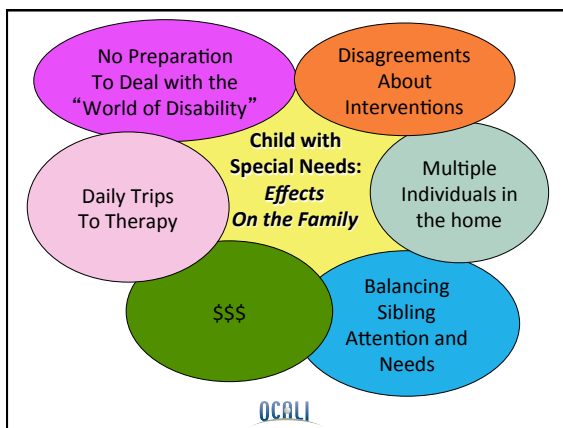 No Preparation
To Deal with the
“World of Disability”
Disagreements
About
Interventions
Child with
Special Needs:
Effects
On the Family
Daily Trips
To Therapy
Multiple
Individuals in
the home
$$$
Balancing
Sibling
Attention and
Needs
OCALI